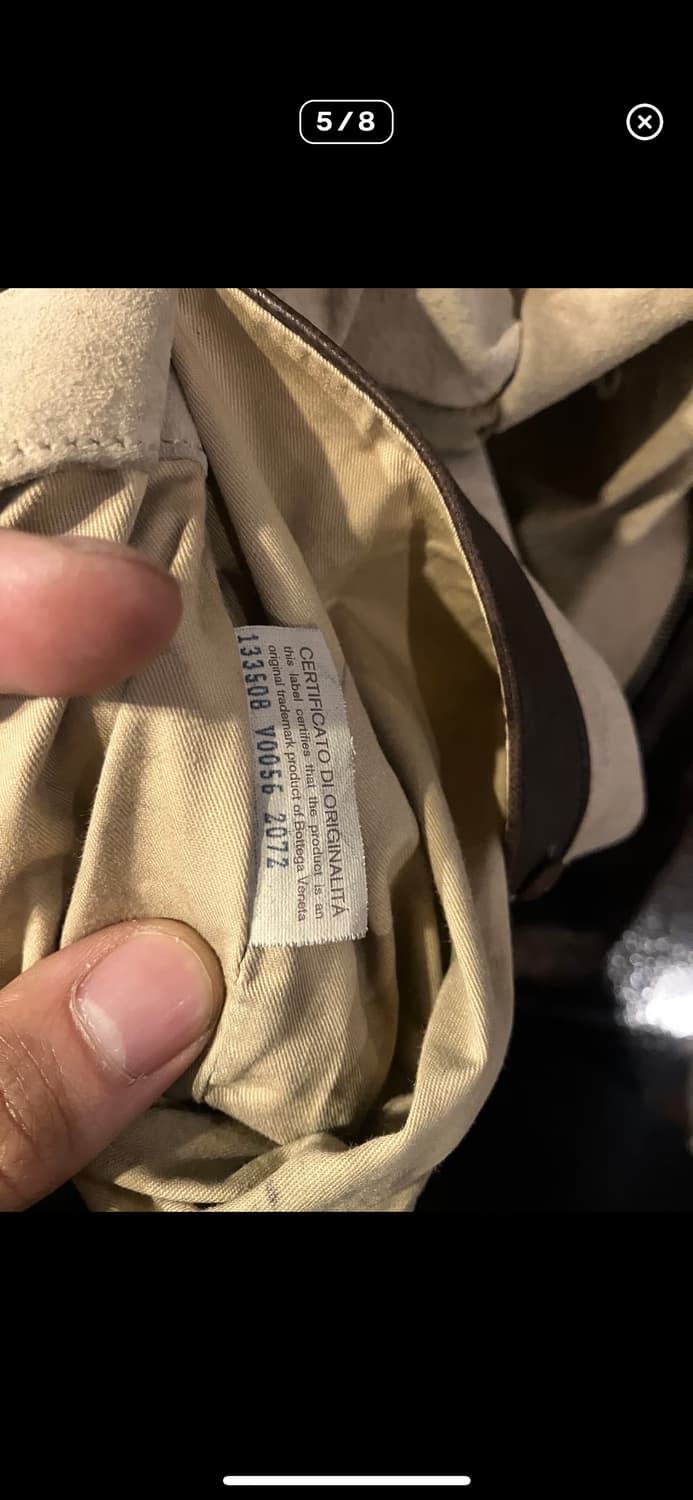 5/8
CERTIFICATO DI ORIGINALITÀ
this label certifies that the product is an
original trademark product of Bottega Veneta
133508 V0056 2072